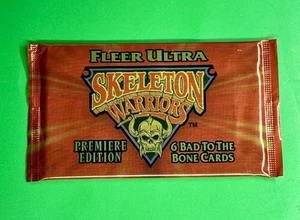 FLEER ULTRA
SKELETON
WARRIORS
TM
PREMIERE
EDITION
6 BAD TO THE
BONE CARDS